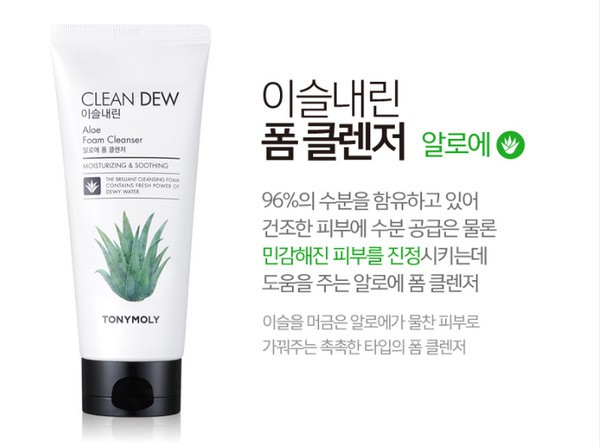 CLEAN DEW
이슬내린
Aloe
Foam Cleanser
알로에 폼 클렌저
MOISTURIZING & SOOTHING
THE BRILLIANT CLEANSING FOAM
CONTAINS FRESH POWER OF
DEWY WATER
TONYMOLY
이슬내린
폼 클렌저 알로에
96%의 수분을 함유하고 있어
건조한 피부에 수분 공급은 물론
민감해진 피부를 진정시키는데
도움을 주는 알로에 폼 클렌저
이슬을 머금은 알로에가 물찬 피부로
가꿔주는 촉촉한 타입의 폼 클렌저